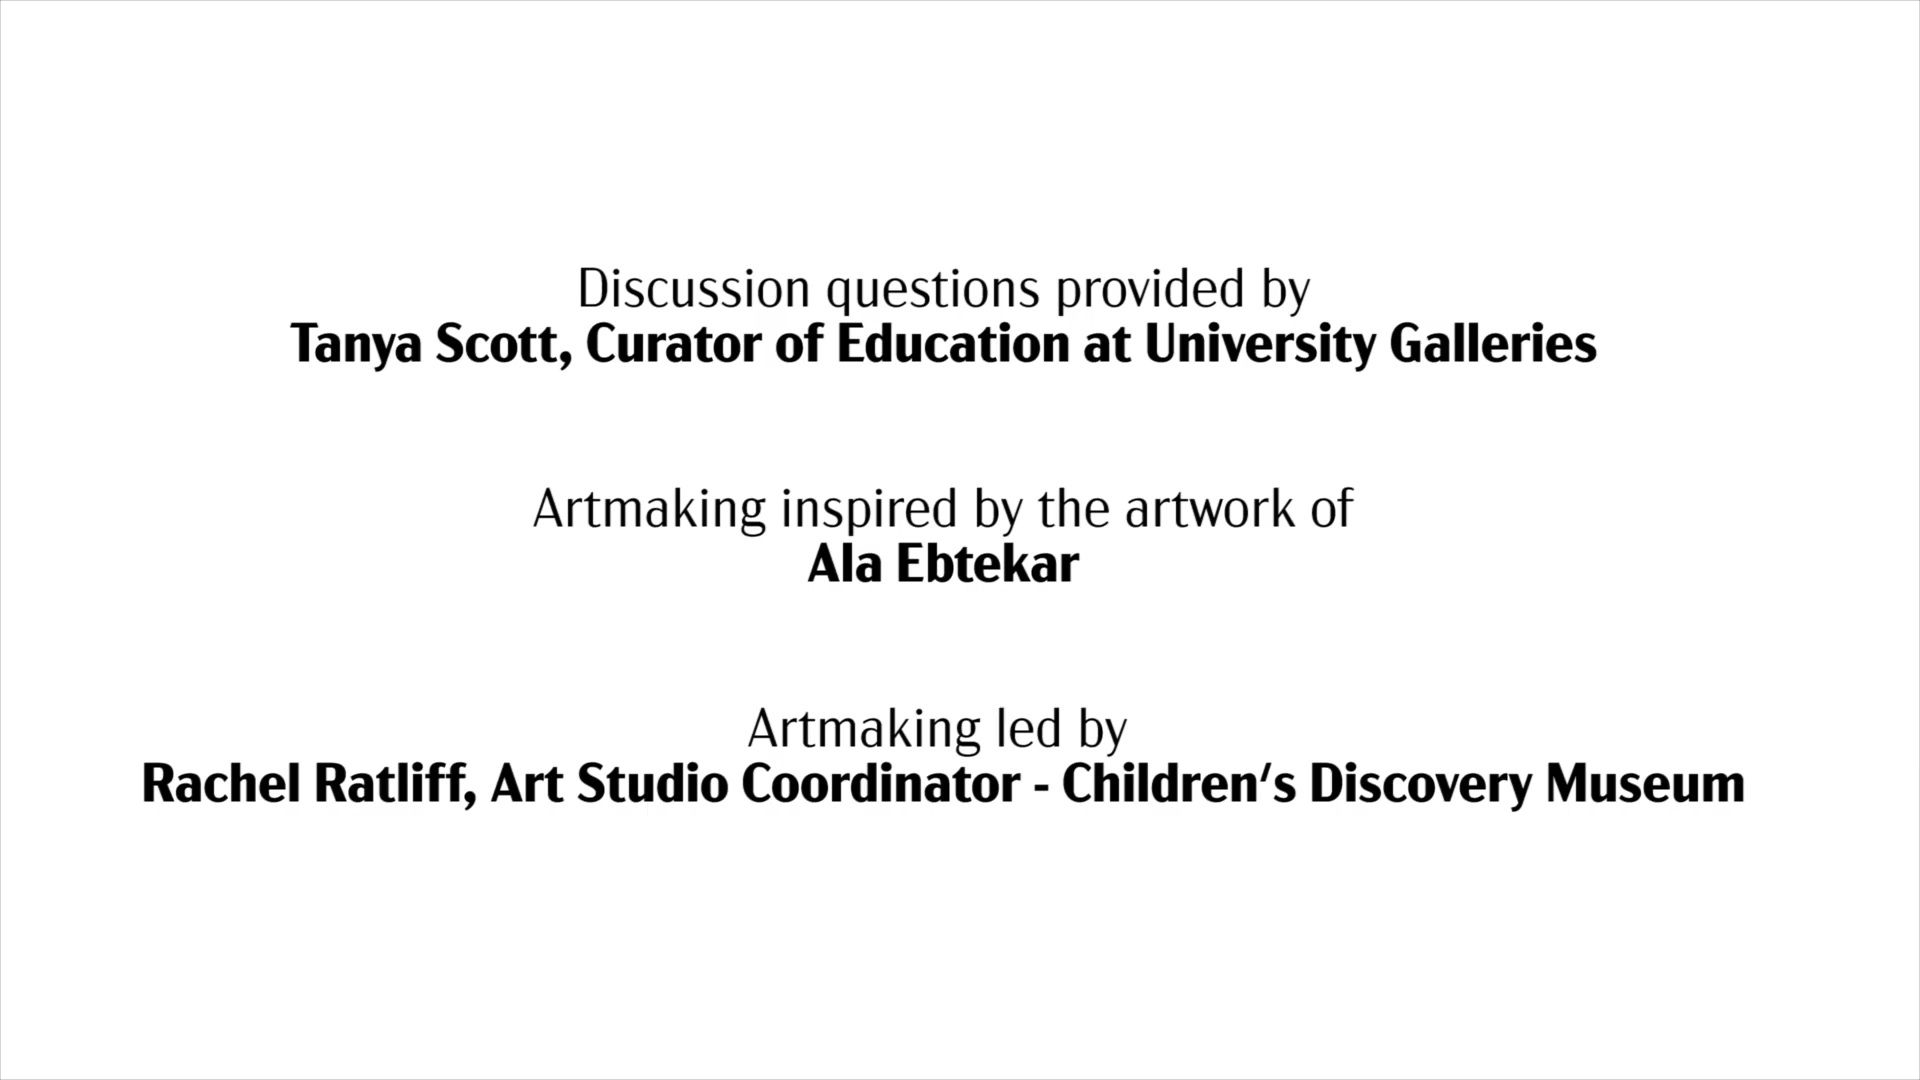 Discussion questions provided by
Tanya Scott, Curator of Education at University Galleries
Artmaking inspired by the artwork of
Ala Ebtekar
Artmaking led by
Rachel Ratliff, Art Studio Coordinator - Children's Discovery Museum